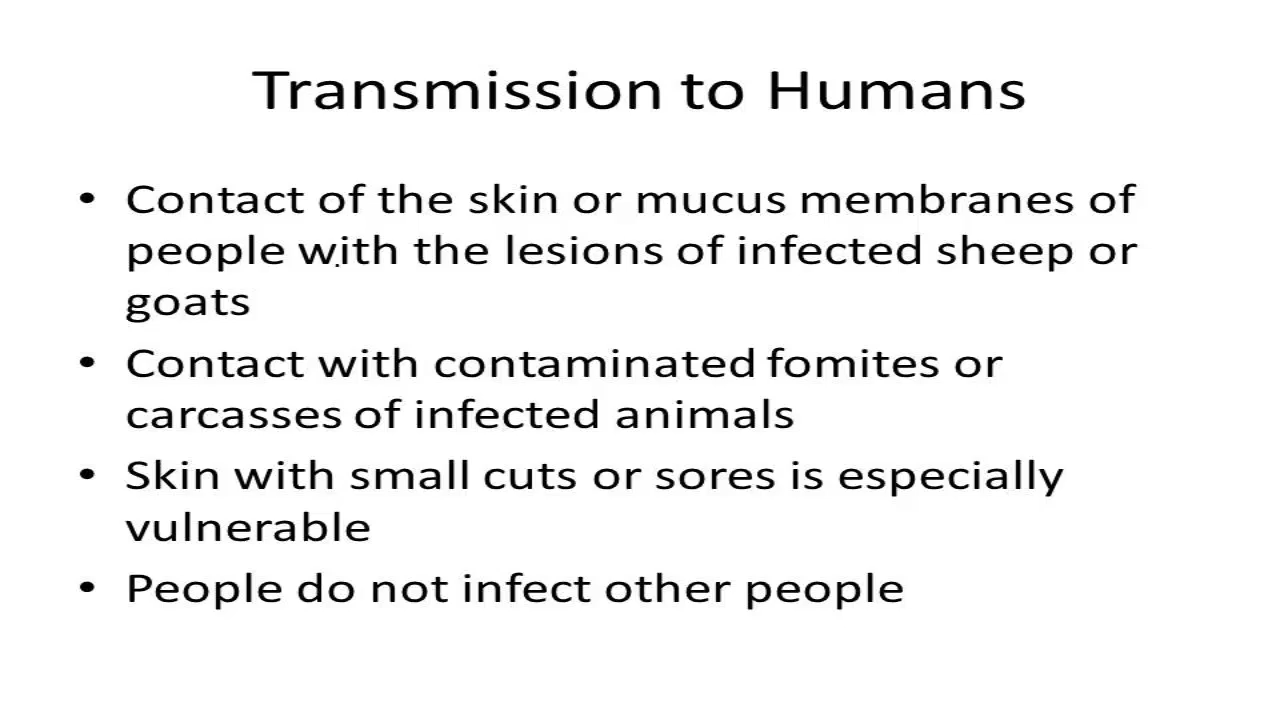 Transmission to Humans
• Contact of the skin or mucus membranes of
people with the lesions of infected sheep or
goats
• Contact with contaminated fomites or
carcasses of infected animals
• Skin with small cuts or sores is especially
vulnerable
• People do not infect other people